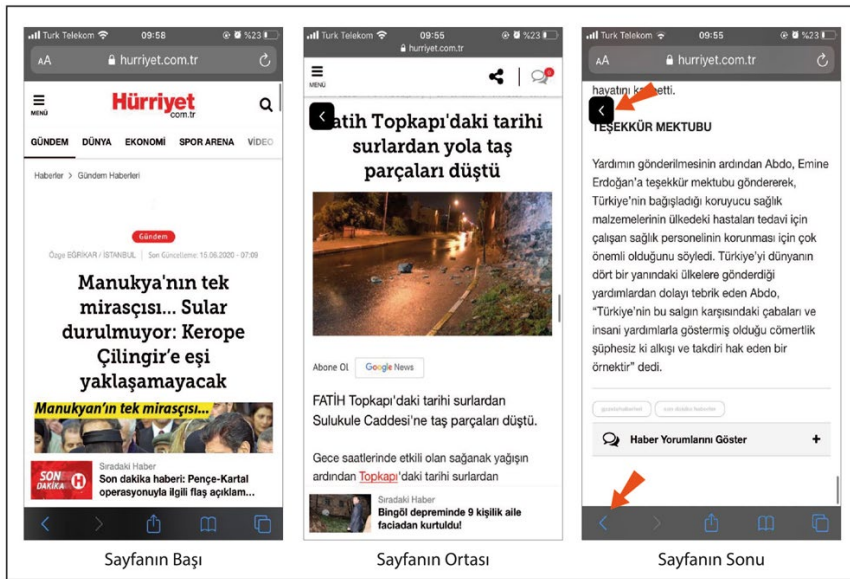 Turk Telekom 09:58 %23
AA hurriyet.com.tr
MENÜ Hürriyet
com.tr
GÜNDEM DÜNYA EKONOMİ SPOR ARENA VİDEO
Haberler > Gündem Haberleri
Gündem
Özge EĞRİKAR / İSTANBUL | Son Güncelleme: 15.06.2020 - 07:09
Manukya'nın tek
mirasçısı... Sular
durulmuyor: Kerope
Çilingir'e eşi
yaklaşamayacak
Manukyan'ın tek mirasçısı...
SON
DAKİKA H
Sıradaki Haber
Son dakika haberi: Pençe-Kartal
operasyonuyla ilgili flaş açıklam...
Sayfanın Başı
Turk Telekom 09:55 %23
hurriyet.com.tr
MENÜ
Fatih Topkapı'daki tarihi
surlardan yola taş
parçaları düştü
Abone Ol Google News
FATİH Topkapı'daki tarihi surlardan
Sulukule Caddesi'ne taş parçaları düştü.
Gece saatlerinde etkili olan sağanak yağışın
ardından Topkapı'daki tarihi surlardan
Sıradaki Haber
Bingöl depreminde 9 kişilik aile
faciadan kurtuldu!
Sayfanın Ortası
Turk Telekom 09:55 %23
AA hurriyet.com.tr
hayatını kaybetti.
TEŞEKKÜR MEKTUBU
Yardımın gönderilmesinin ardından Abdo, Emine
Erdoğan'a teşekkür mektubu göndererek,
Türkiye'nin bağışladığı koruyucu sağlık
malzemelerinin ülkedeki hastaları tedavi için
çalışan sağlık personelinin korunması için çok
önemli olduğunu söyledi. Türkiye'yi dünyanın
dört bir yanındaki ülkelere gönderdiği
yardımlardan dolayı tebrik eden Abdo,
"Türkiye'nin bu salgın karşısındaki çabaları ve
insani yardımlarla göstermiş olduğu cömertlik
şüphesiz ki alkışı ve takdiri hak eden bir
örnektir" dedi.
son dakika haberler
Haber Yorumlarını Göster +
Sayfanın Sonu